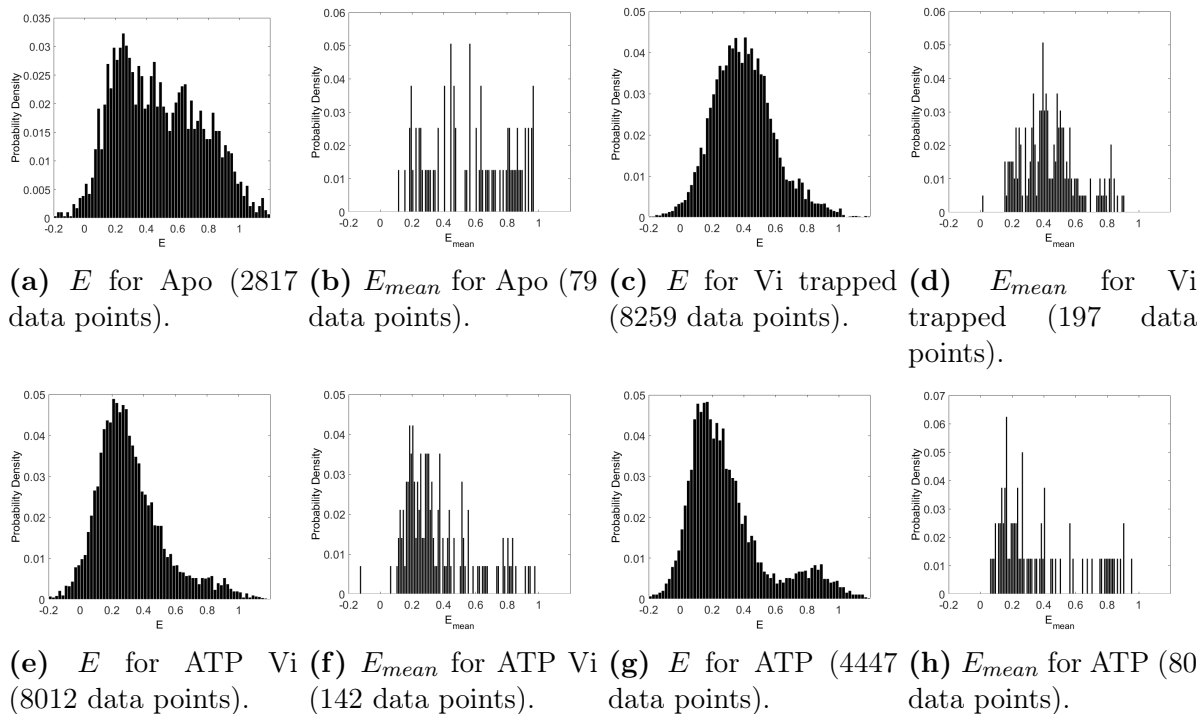 0.035
0.03
0.025
0.02
0.015
0.01
0.005
0
-0.2 0 0.2 0.4 0.6 0.8 1
Probability Density
E
0.06
0.05
0.04
0.03
0.02
0.01
0
-0.2 0 0.2 0.4 0.6 0.8 1
Probability Density
E_mean
0.05
0.04
0.03
0.02
0.01
0
-0.2 0 0.2 0.4 0.6 0.8 1
Probability Density
E
0.06
0.05
0.04
0.03
0.02
0.01
0
-0.2 0 0.2 0.4 0.6 0.8 1
Probability Density
E_mean
(a) E for Apo (2817
data points).
(b) E_mean for Apo (79
data points).
(c) E for Vi trapped
(8259 data points).
(d) E_mean for Vi
trapped (197 data
points).
0.05
0.04
0.03
0.02
0.01
0
-0.2 0 0.2 0.4 0.6 0.8 1
Probability Density
E
0.05
0.04
0.03
0.02
0.01
0
-0.2 0 0.2 0.4 0.6 0.8 1
Probability Density
E_mean
0.05
0.04
0.03
0.02
0.01
0
-0.2 0 0.2 0.4 0.6 0.8 1
Probability Density
E
0.07
0.06
0.05
0.04
0.03
0.02
0.01
0
-0.2 0 0.2 0.4 0.6 0.8 1
Probability Density
E_mean
(e) E for ATP Vi
(8012 data points).
(f) E_mean for ATP Vi
(142 data points).
(g) E for ATP (4447
data points).
(h) E_mean for ATP (80
data points).